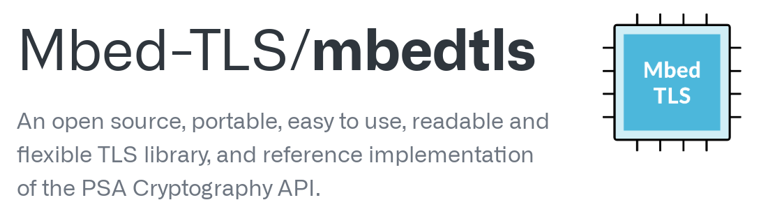 Mbed-TLS/mbedtls
An open source, portable, easy to use, readable and
flexible TLS library, and reference implementation
of the PSA Cryptography API.
Mbed
TLS